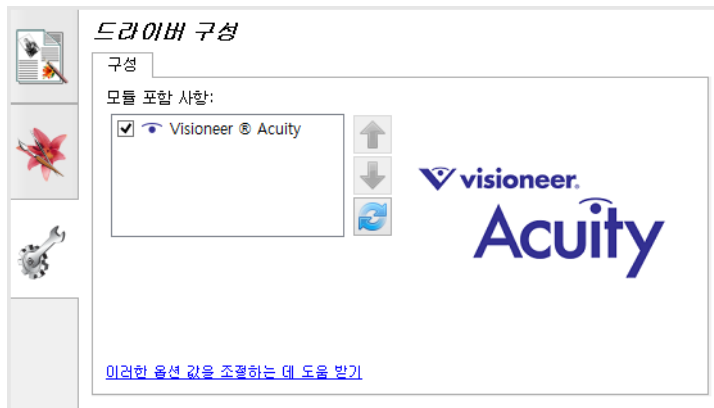 드라이버 구성
구성
모듈 포함 사항:
Visioneer ® Acuity
visioneer.
Acuity
이러한 옵션 값을 조절하는 데 도움 받기